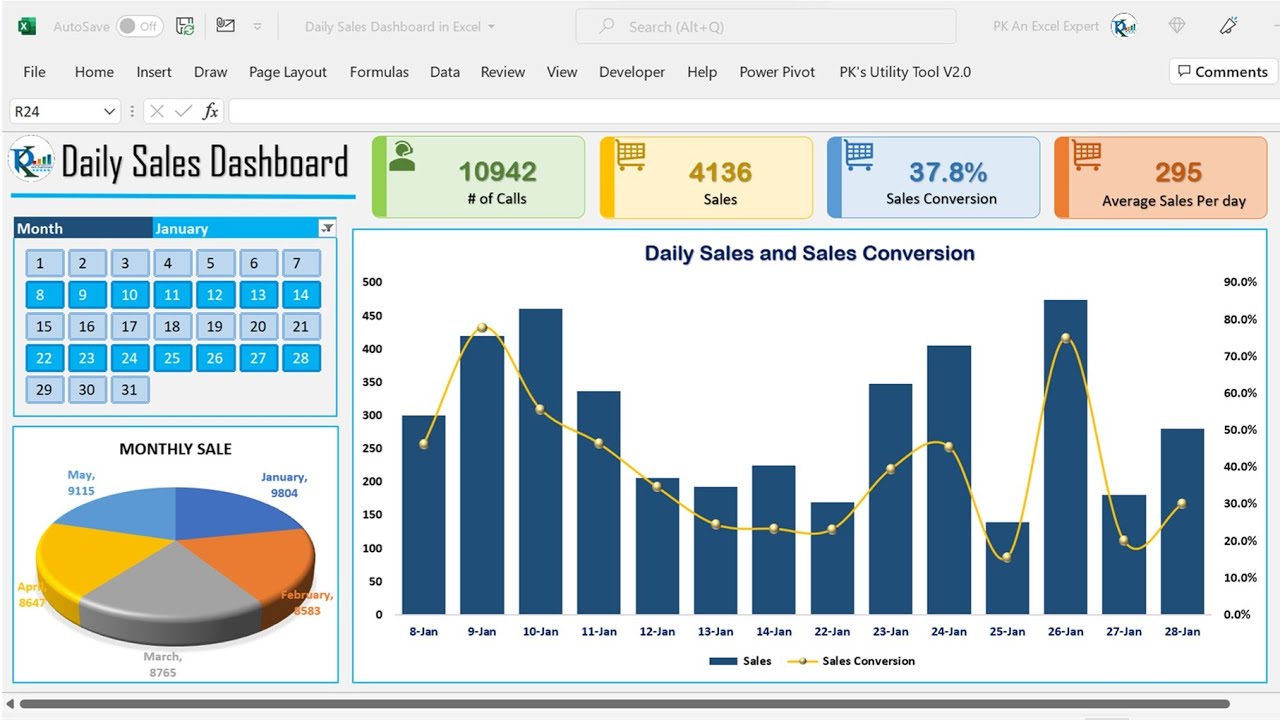 AutoSave Off Daily Sales Dashboard in Excel Search (Alt+Q) PK An Excel Expert
File Home Insert Draw Page Layout Formulas Data Review View Developer Help Power Pivot PK's Utility Tool V2.0 Comments
R24 fx
Daily Sales Dashboard
10942
# of Calls
4136
Sales
37.8%
Sales Conversion
295
Average Sales Per day
Month January
1 2 3 4 5 6 7
8 9 10 11 12 13 14
15 16 17 18 19 20 21
22 23 24 25 26 27 28
29 30 31
MONTHLY SALE
May,
9115
January,
9804
April,
8647
February,
8583
March,
8765
Daily Sales and Sales Conversion
500
450
400
350
300
250
200
150
100
50
0
90.0%
80.0%
70.0%
60.0%
50.0%
40.0%
30.0%
20.0%
10.0%
0.0%
8-Jan 9-Jan 10-Jan 11-Jan 12-Jan 13-Jan 14-Jan 22-Jan 23-Jan 24-Jan 25-Jan 26-Jan 27-Jan 28-Jan
Sales Sales Conversion